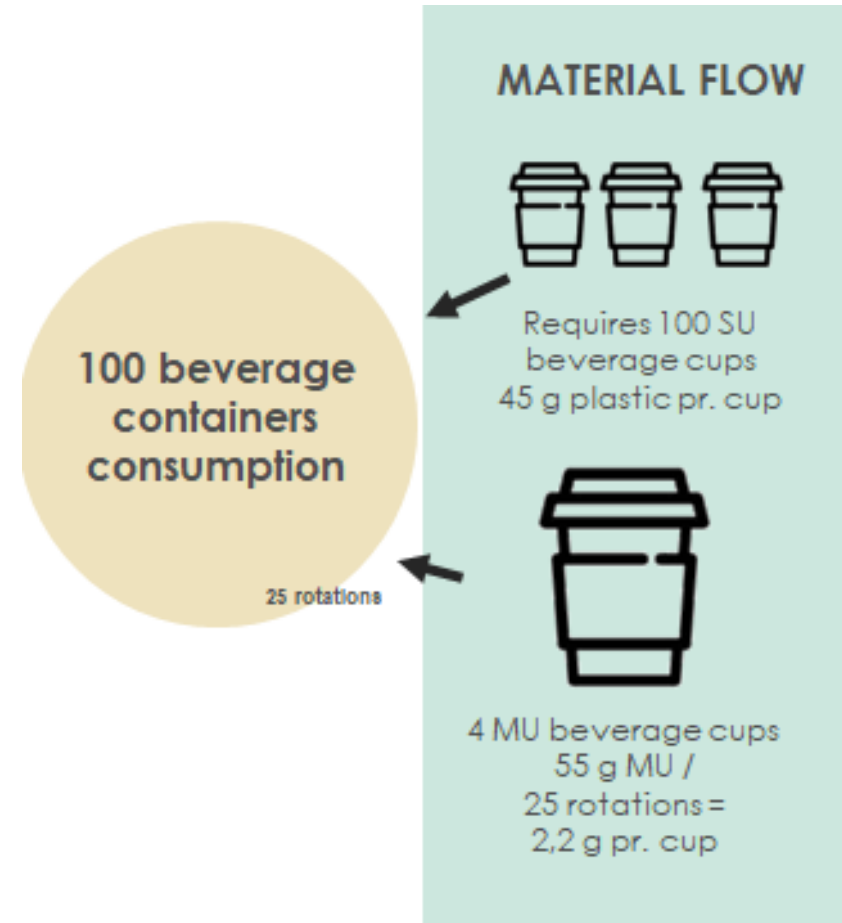 MATERIAL FLOW
Requires 100 SU
beverage cups
45 g plastic pr. cup
100 beverage
containers
consumption
25 rotations
4 MU beverage cups
55 g MU /
25 rotations =
2,2 g pr. cup